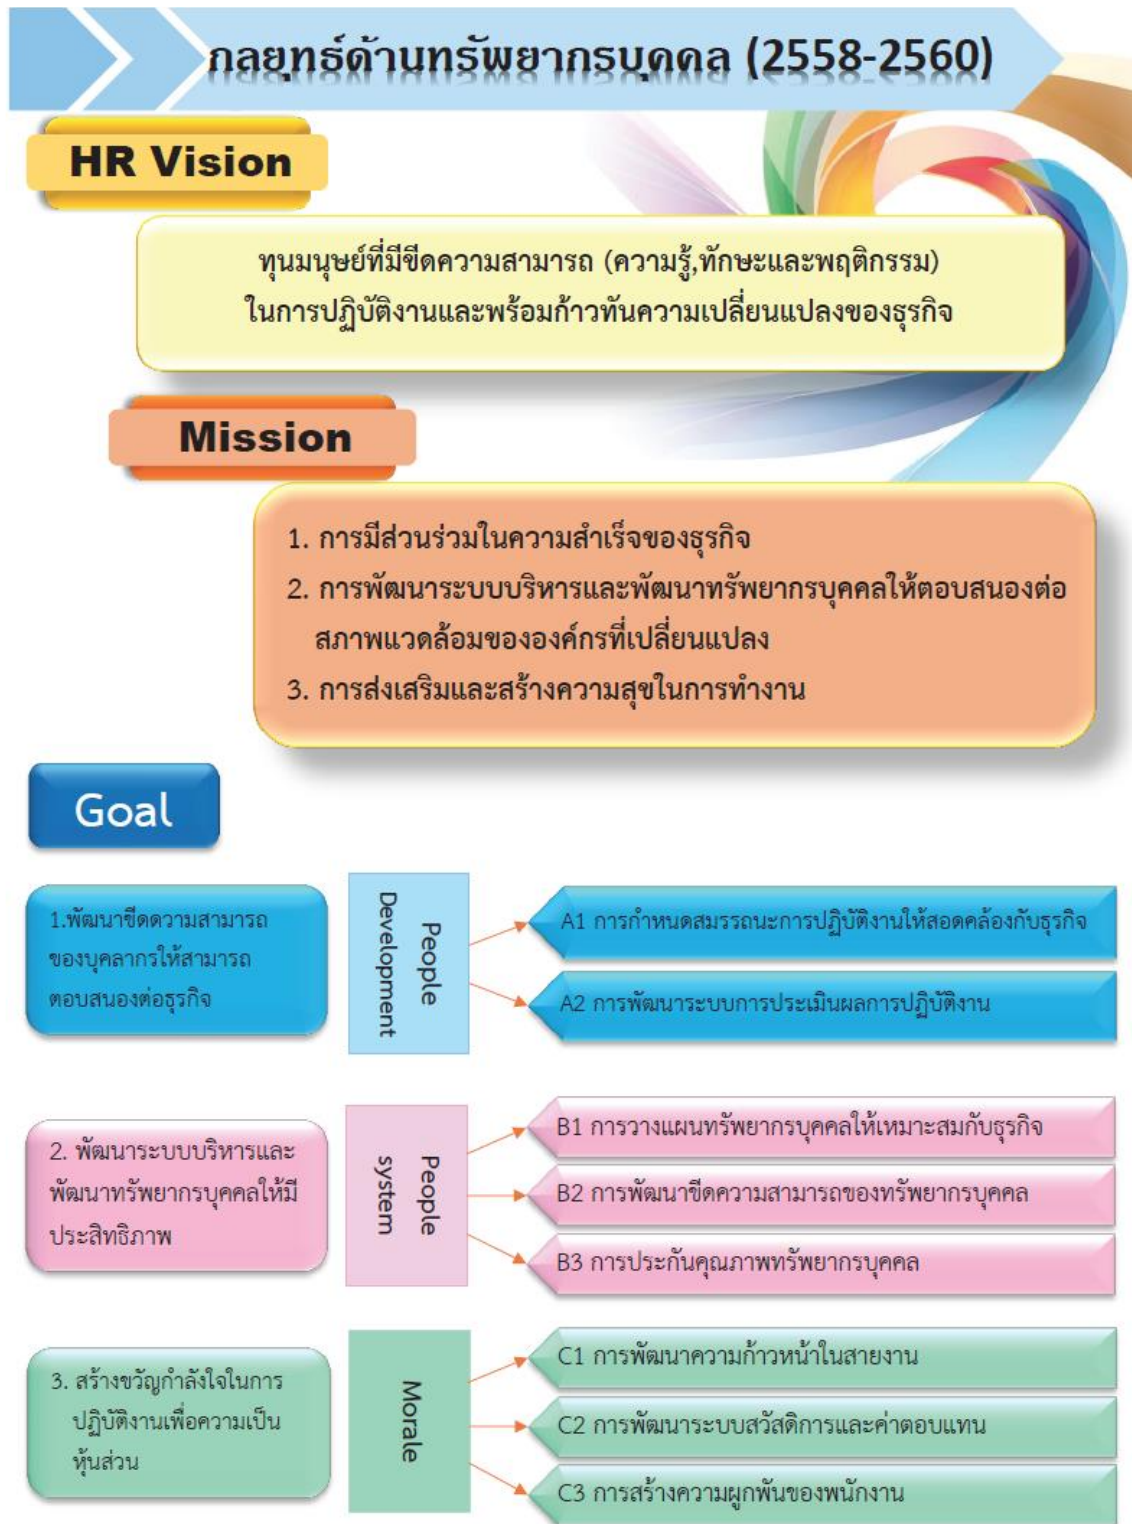 กลยุทธ์ด้านทรัพยากรบุคคล (2558-2560)
HR Vision
ทุนมนุษย์ที่มีขีดความสามารถ (ความรู้,ทักษะและพฤติกรรม)
ในการปฏิบัติงานและพร้อมก้าวทันความเปลี่ยนแปลงของธุรกิจ
Mission
1. การมีส่วนร่วมในความสำเร็จของธุรกิจ
2. การพัฒนาระบบบริหารและพัฒนาทรัพยากรบุคคลให้ตอบสนองต่อ
สภาพแวดล้อมขององค์กรที่เปลี่ยนแปลง
3. การส่งเสริมและสร้างความสุขในการทำงาน
Goal
1.พัฒนาขีดความสามารถ
ของบุคลากรให้สามารถ
ตอบสนองต่อธุรกิจ
People
Development
A1 การกำหนดสมรรถนะการปฏิบัติงานให้สอดคล้องกับธุรกิจ
A2 การพัฒนาระบบการประเมินผลการปฏิบัติงาน
2. พัฒนาระบบบริหารและ
พัฒนาทรัพยากรบุคคลให้มี
ประสิทธิภาพ
People
system
B1 การวางแผนทรัพยากรบุคคลให้เหมาะสมกับธุรกิจ
B2 การพัฒนาขีดความสามารถของทรัพยากรบุคคล
B3 การประกันคุณภาพทรัพยากรบุคคล
3. สร้างขวัญกำลังใจในการ
ปฏิบัติงานเพื่อความเป็น
หุ้นส่วน
Morale
C1 การพัฒนาความก้าวหน้าในสายงาน
C2 การพัฒนาระบบสวัสดิการและค่าตอบแทน
C3 การสร้างความผูกพันของพนักงาน